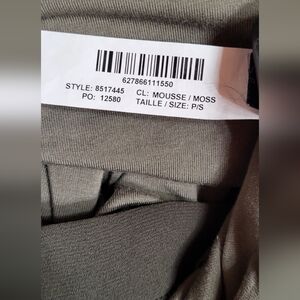 627866111550
STYLE: 8517445 CL: MOUSSE / MOSS
PO: 12580 TAILLE / SIZE: P/S